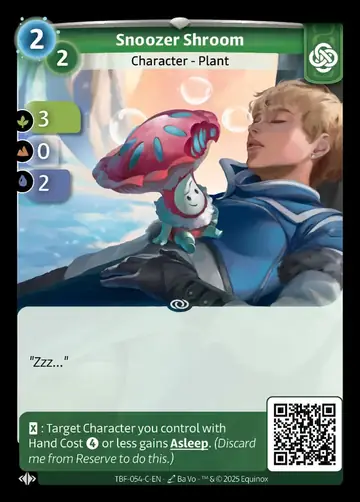 2
2
Snoozer Shroom
Character - Plant
3
0
2
"Zzz..."
X : Target Character you control with
Hand Cost 4 or less gains Asleep. (Discard
me from Reserve to do this.)
TBF-054-C-EN - Ba Vo - ™ & © 2025 Equinox